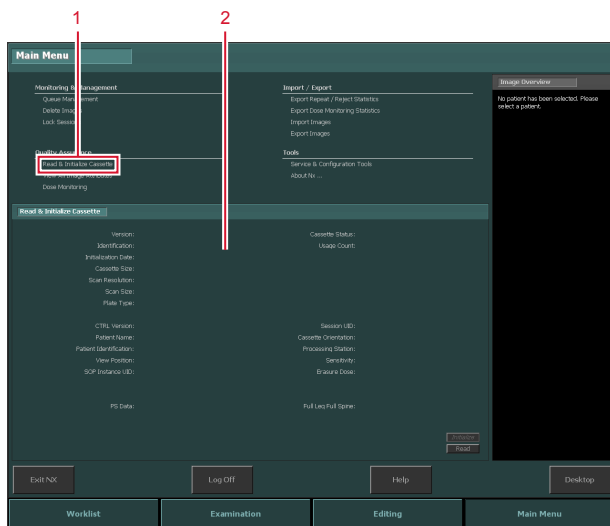 1
2
Main Menu
Monitoring & Management
Queue Management
Delete Images
Lock Session
Import / Export
Export Repeat / Reject Statistics
Export Dose Monitoring Statistics
Import Images
Export Images
Quality Assurance
Read & Initialize Cassette
View All Image Attributes
Dose Monitoring
Tools
Service & Configuration Tools
About Nx ...
Image Overview
No patient has been selected. Please
select a patient.
Read & Initialize Cassette
Version:
Identification:
Initialization Date:
Cassette Size:
Scan Resolution:
Scan Size:
Plate Type:
Cassette Status:
Usage Count:
CTRL Version:
Patient Name:
Patient Identification:
View Position:
SOP Instance UID:
Session UID:
Cassette Orientation:
Processing Station:
Sensitivity:
Erasure Dose:
PS Data:
Full Leg Full Spine:
Initialize
Read
Exit NX
Log Off
Help
Desktop
Worklist
Examination
Editing
Main Menu